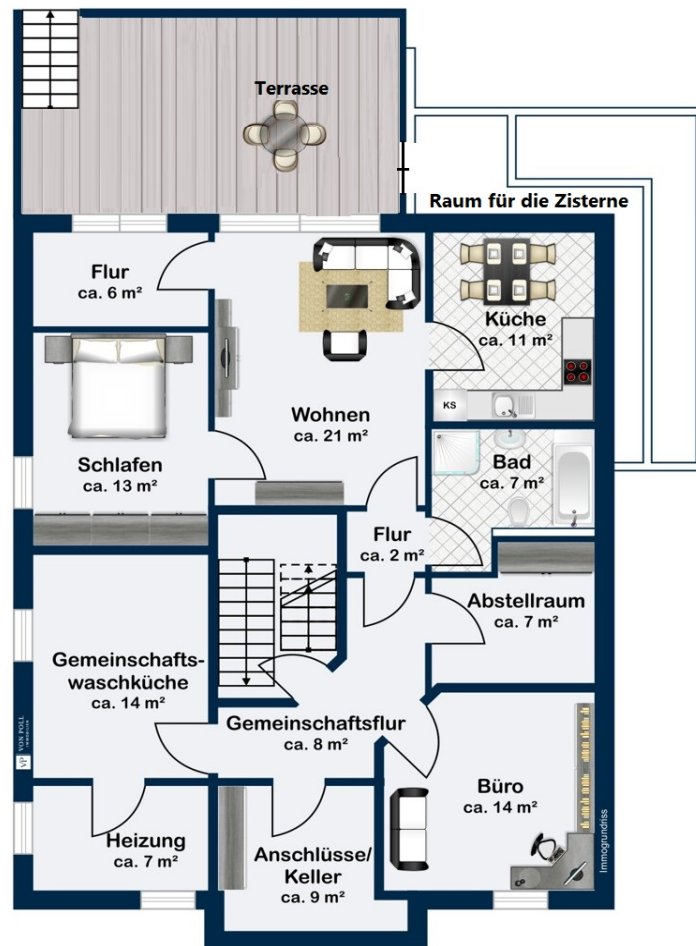 Terrasse
Raum für die Zisterne
Flur
ca. 6 m²
Küche
ca. 11 m²
KS
Wohnen
ca. 21 m²
Schlafen
ca. 13 m²
Bad
ca. 7 m²
Flur
ca. 2 m²
Abstellraum
ca. 7 m²
Gemeinschafts-
waschküche
ca. 14 m²
Gemeinschaftsflur
ca. 8 m²
Büro
ca. 14 m²
Heizung
ca. 7 m²
Anschlüsse/
Keller
ca. 9 m²
VP
VON POLL
IMMOBILIEN
Immogrundriss